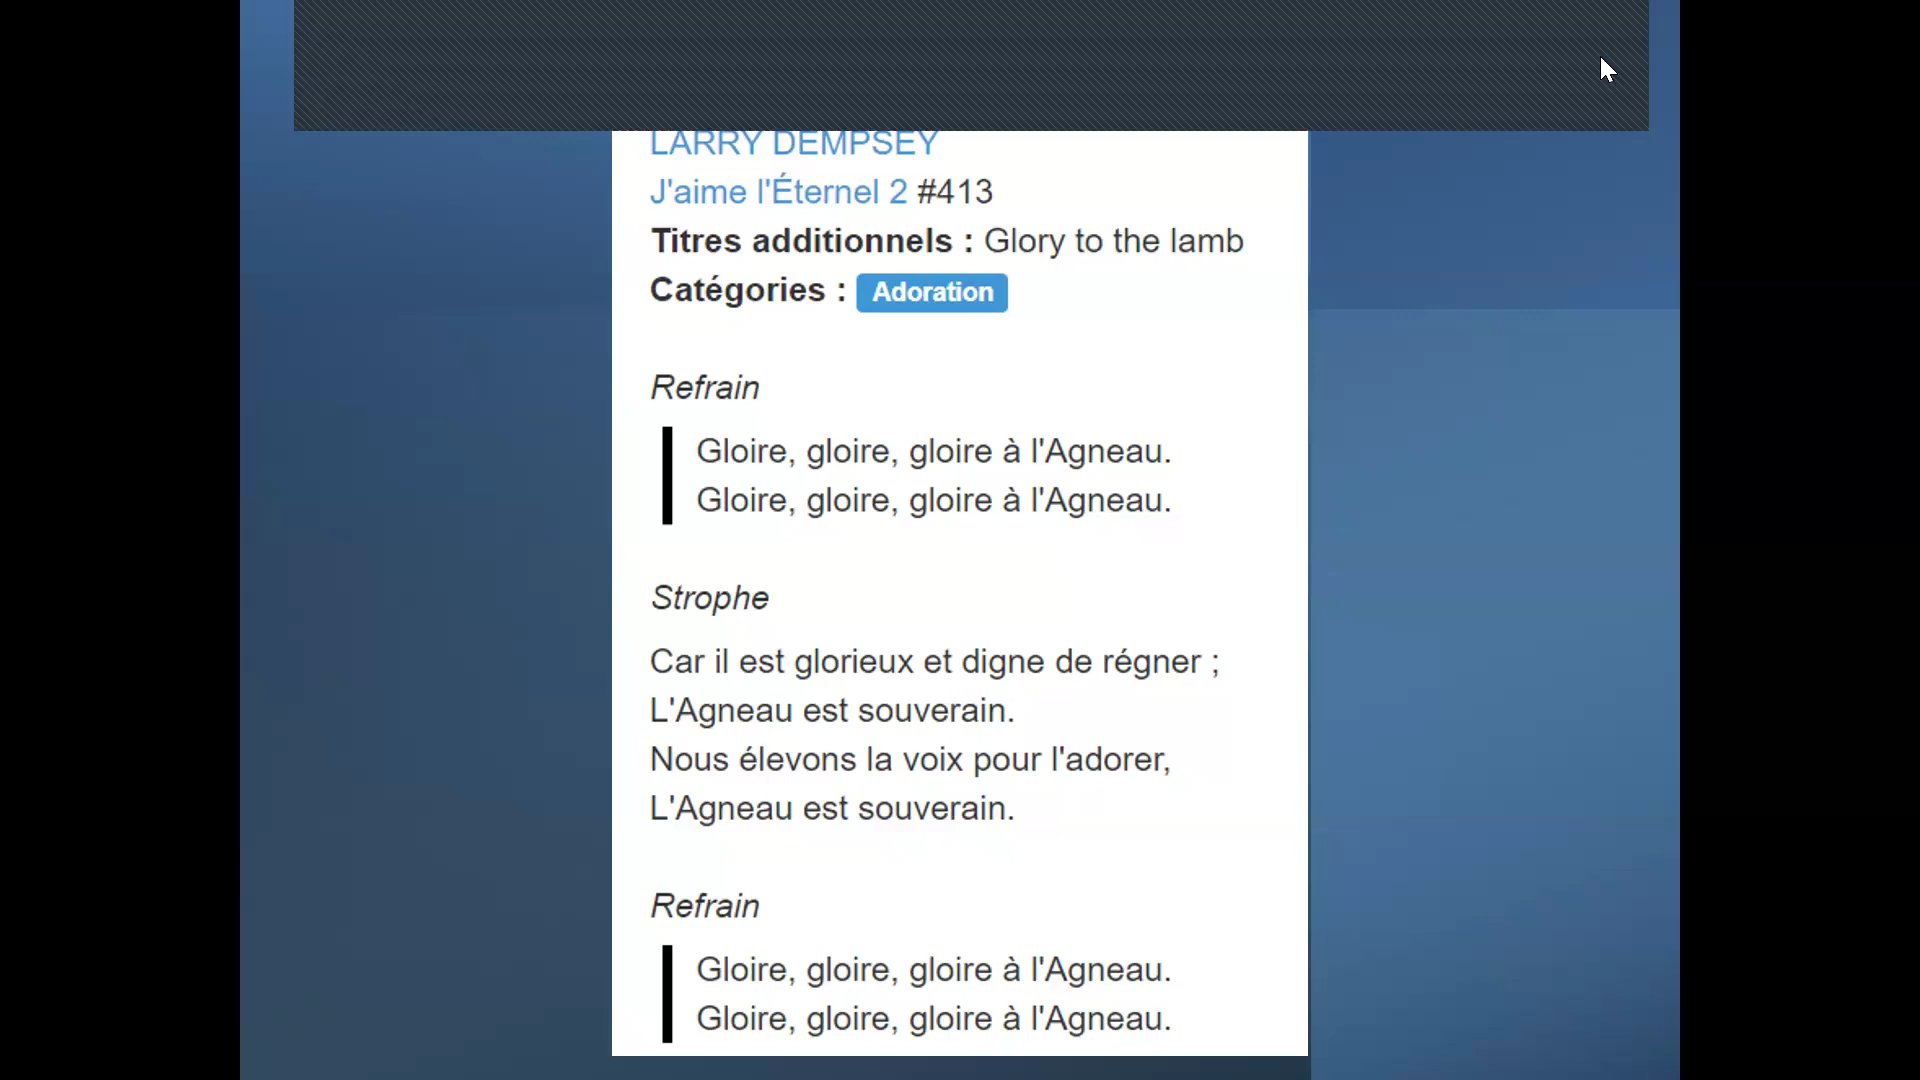 LARRY DEMPSEY
J'aime l'Éternel 2 #413
Titres additionnels : Glory to the lamb
Catégories : Adoration
Refrain
Gloire, gloire, gloire à l'Agneau.
Gloire, gloire, gloire à l'Agneau.
Strophe
Car il est glorieux et digne de régner ;
L'Agneau est souverain.
Nous élevons la voix pour l'adorer,
L'Agneau est souverain.
Refrain
Gloire, gloire, gloire à l'Agneau.
Gloire, gloire, gloire à l'Agneau.